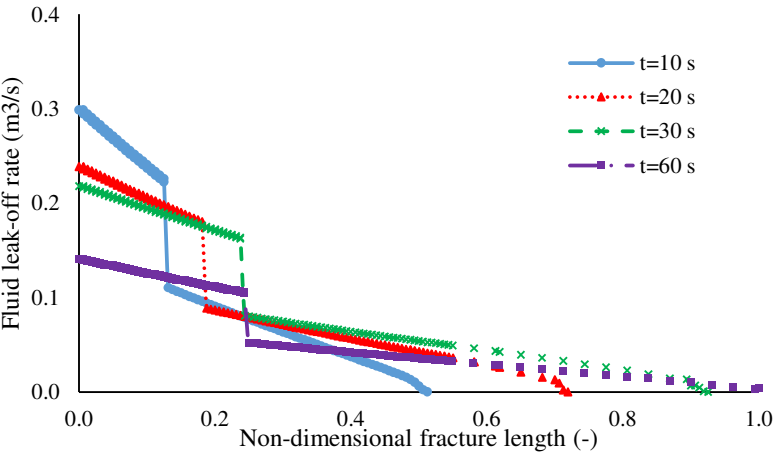 0.4
0.3
0.2
0.1
0.0
Fluid leak-off rate (m3/s)
t=10 s
t=20 s
t=30 s
t=60 s
0.0 0.2 0.4 0.6 0.8 1.0
Non-dimensional fracture length (-)